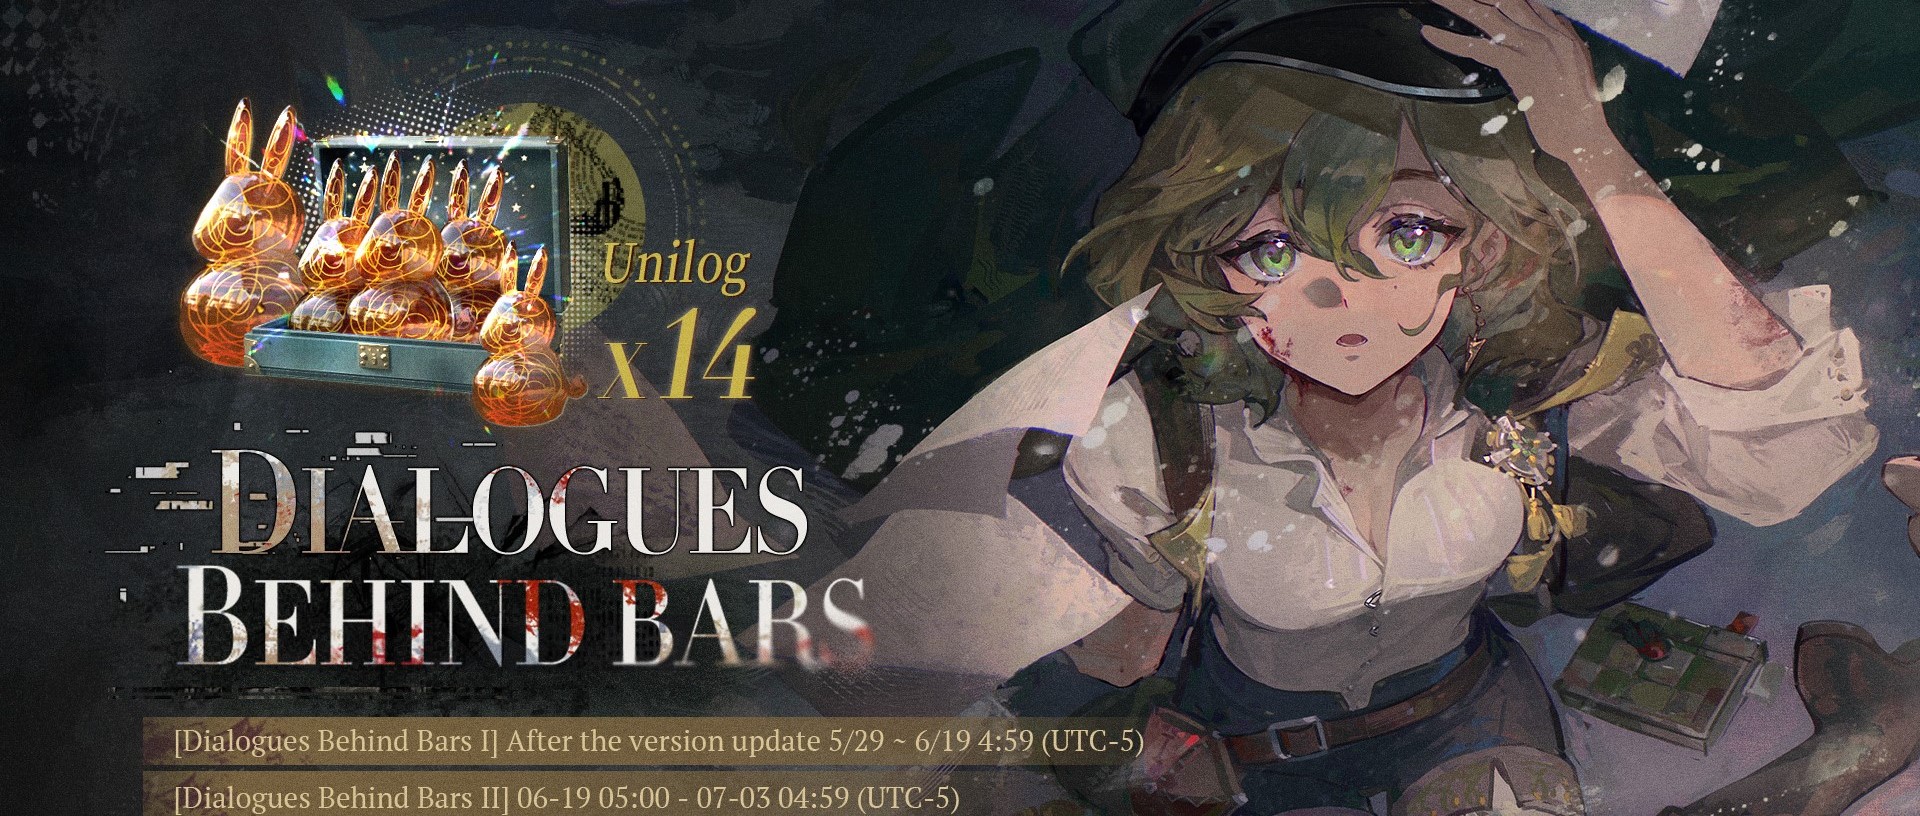 Unilog
x14
DIALOGUES
BEHIND BARS
[Dialogues Behind Bars I] After the version update 5/29 ~ 6/19 4:59 (UTC-5)
[Dialogues Behind Bars II] 06-19 05:00 - 07-03 04:59 (UTC-5)